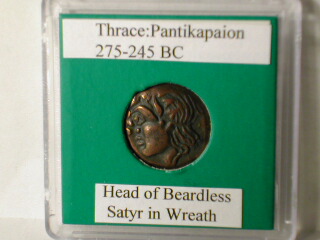 Thrace:Pantikapaion
275-245 BC
Head of Beardless
Satyr in Wreath